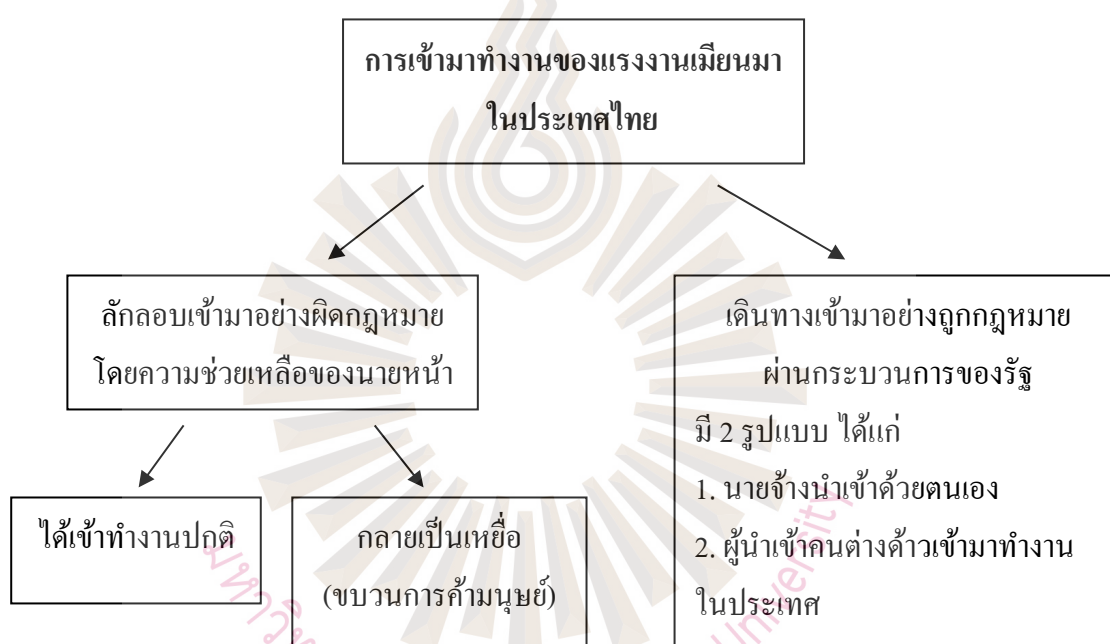 การเข้ามาทำงานของแรงงานเมียนมา
ในประเทศไทย
ลักลอบเข้ามาอย่างผิดกฎหมาย
โดยความช่วยเหลือของนายหน้า
เดินทางเข้ามาอย่างถูกกฎหมาย
ผ่านกระบวนการของรัฐ
มี 2 รูปแบบ ได้แก่
1. นายจ้างนำเข้าด้วยตนเอง
2. ผู้นำเข้าคนต่างด้าวเข้ามาทำงาน
ในประเทศ
ได้เข้าทำงานปกติ
กลายเป็นเหยื่อ
(ขบวนการค้ามนุษย์)
University